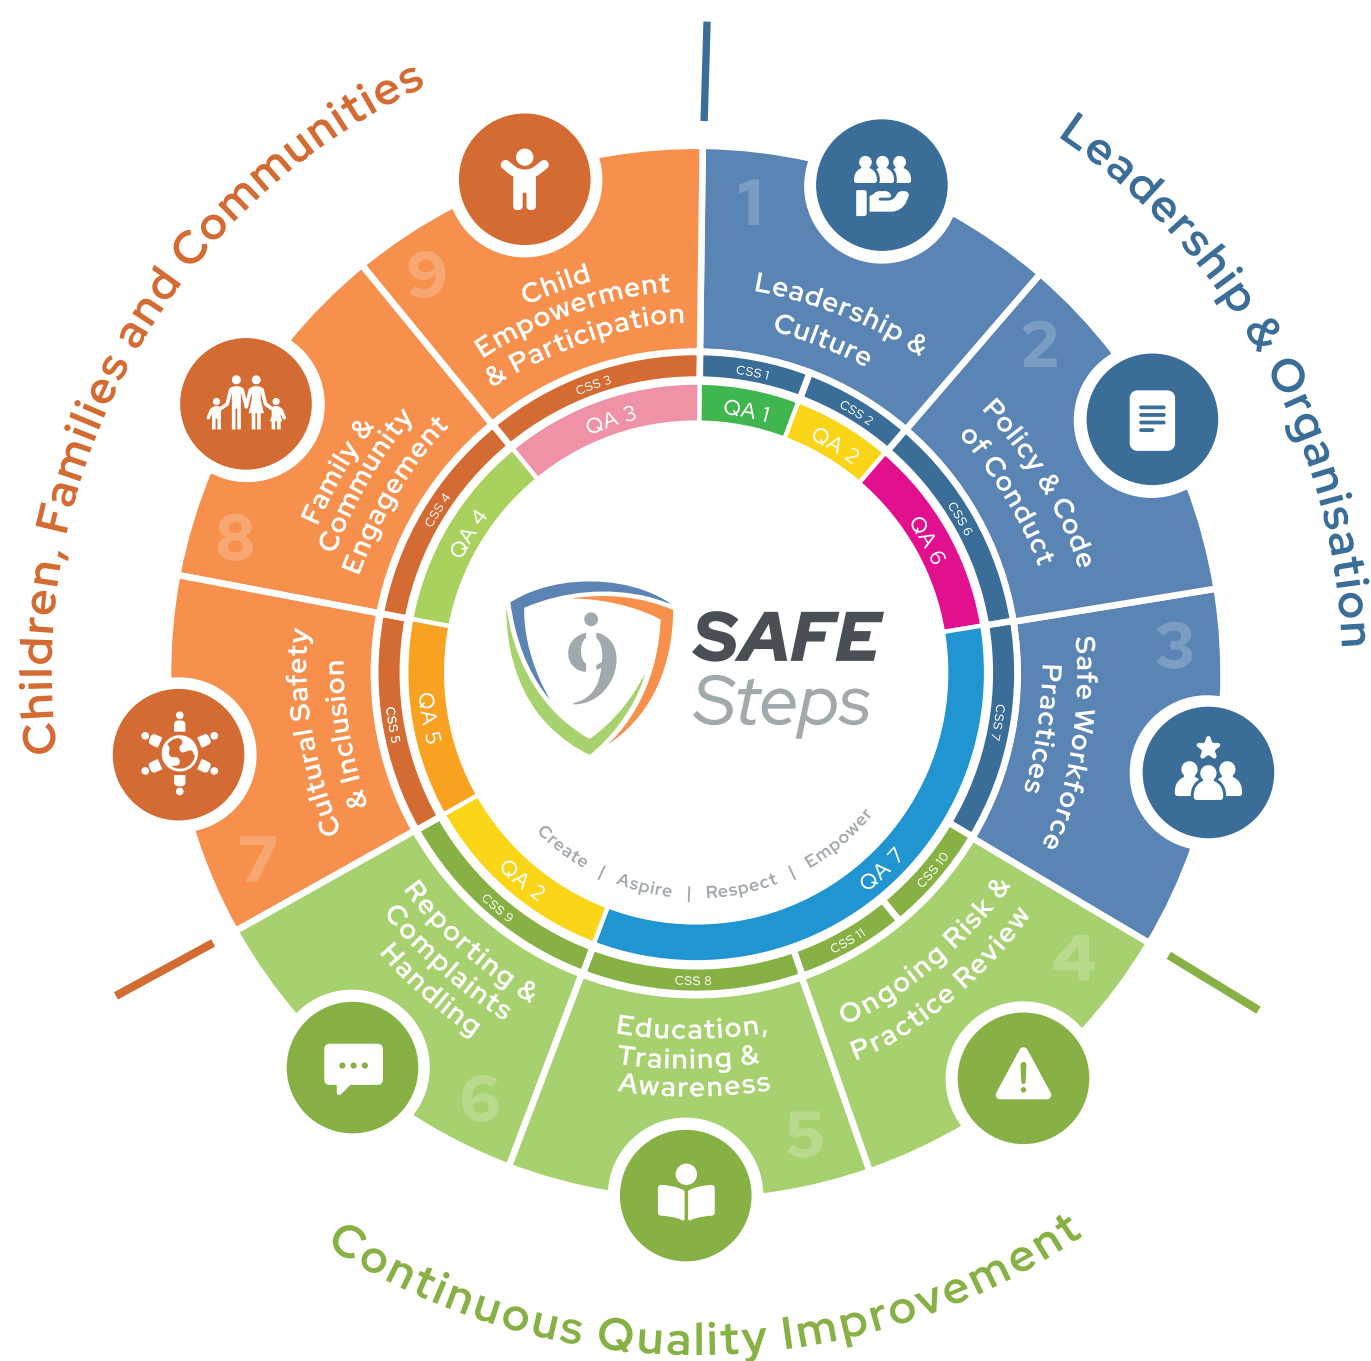 Leadership & Organisation
1
Leadership &
Culture
2
Policy & Code
of Conduct
3
Safe Workforce
Practices
Continuous Quality Improvement
4
Ongoing Risk &
Practice Review
5
Education,
Training &
Awareness
6
Reporting &
Complaints
Handling
Children, Families and Communities
7
Cultural Safety
& Inclusion
8
Family &
Community
Engagement
9
Child
Empowerment
& Participation
CSS 1
CSS 2
CSS 6
CSS 7
CSS 10
CSS 11
CSS 8
CSS 9
CSS 5
CSS 4
CSS 3
QA 1
QA 2
QA 6
QA 7
QA 2
QA 5
QA 4
QA 3
SAFE
Steps
Create | Aspire | Respect | Empower